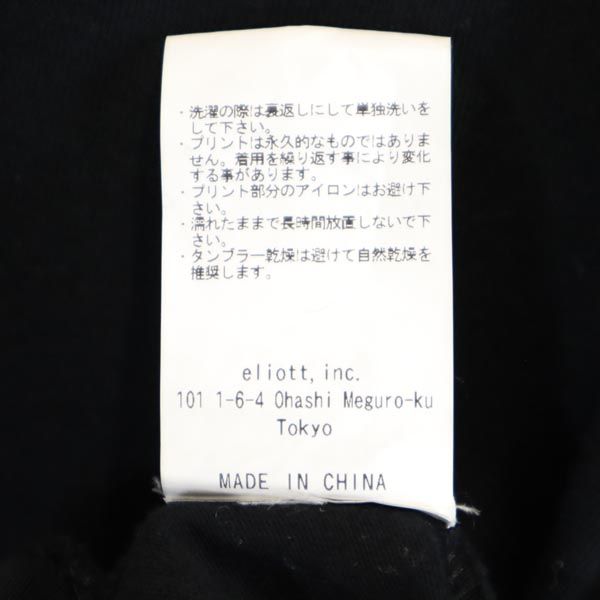 ・洗濯の際は裏返しにして単独洗いを
して下さい。
・プリントは永久的なものではありま
せん。着用を繰り返す事により変化
する事があります。
・プリント部分のアイロンはお避け下
さい。
・濡れたままで長時間放置しないで下
さい。
・タンブラー乾燥は避けて自然乾燥を
推奨します。
eliott, inc.
101 1-6-4 Ohashi Meguro-ku
Tokyo
MADE IN CHINA